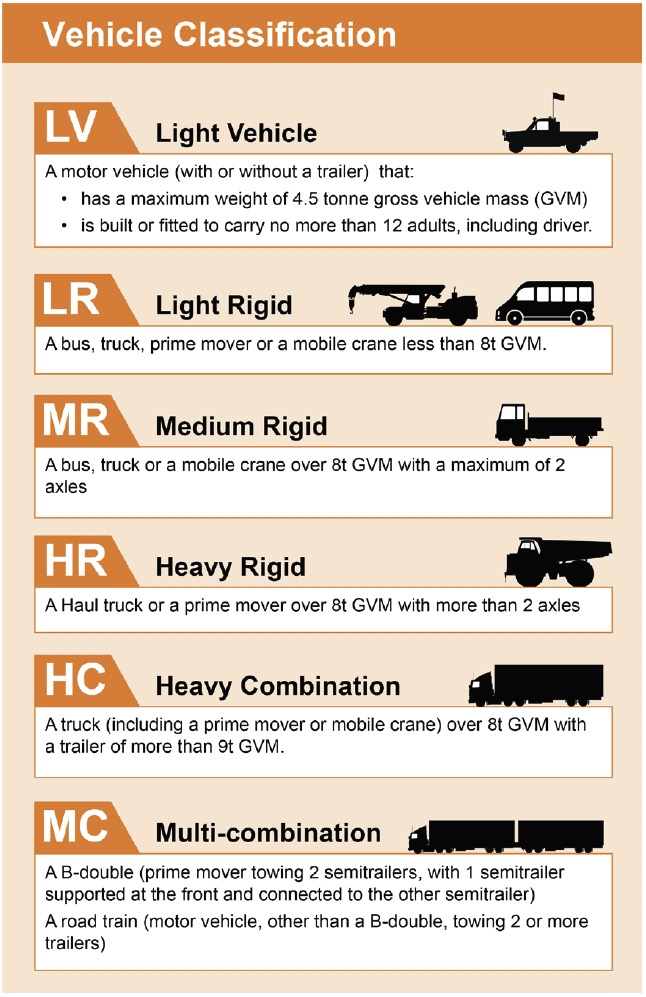 Vehicle Classification
LV Light Vehicle
A motor vehicle (with or without a trailer) that:
• has a maximum weight of 4.5 tonne gross vehicle mass (GVM)
• is built or fitted to carry no more than 12 adults, including driver.
LR Light Rigid
A bus, truck, prime mover or a mobile crane less than 8t GVM.
MR Medium Rigid
A bus, truck or a mobile crane over 8t GVM with a maximum of 2
axles
HR Heavy Rigid
A Haul truck or a prime mover over 8t GVM with more than 2 axles
HC Heavy Combination
A truck (including a prime mover or mobile crane) over 8t GVM with
a trailer of more than 9t GVM.
MC Multi-combination
A B-double (prime mover towing 2 semitrailers, with 1 semitrailer
supported at the front and connected to the other semitrailer)
A road train (motor vehicle, other than a B-double, towing 2 or more
trailers)